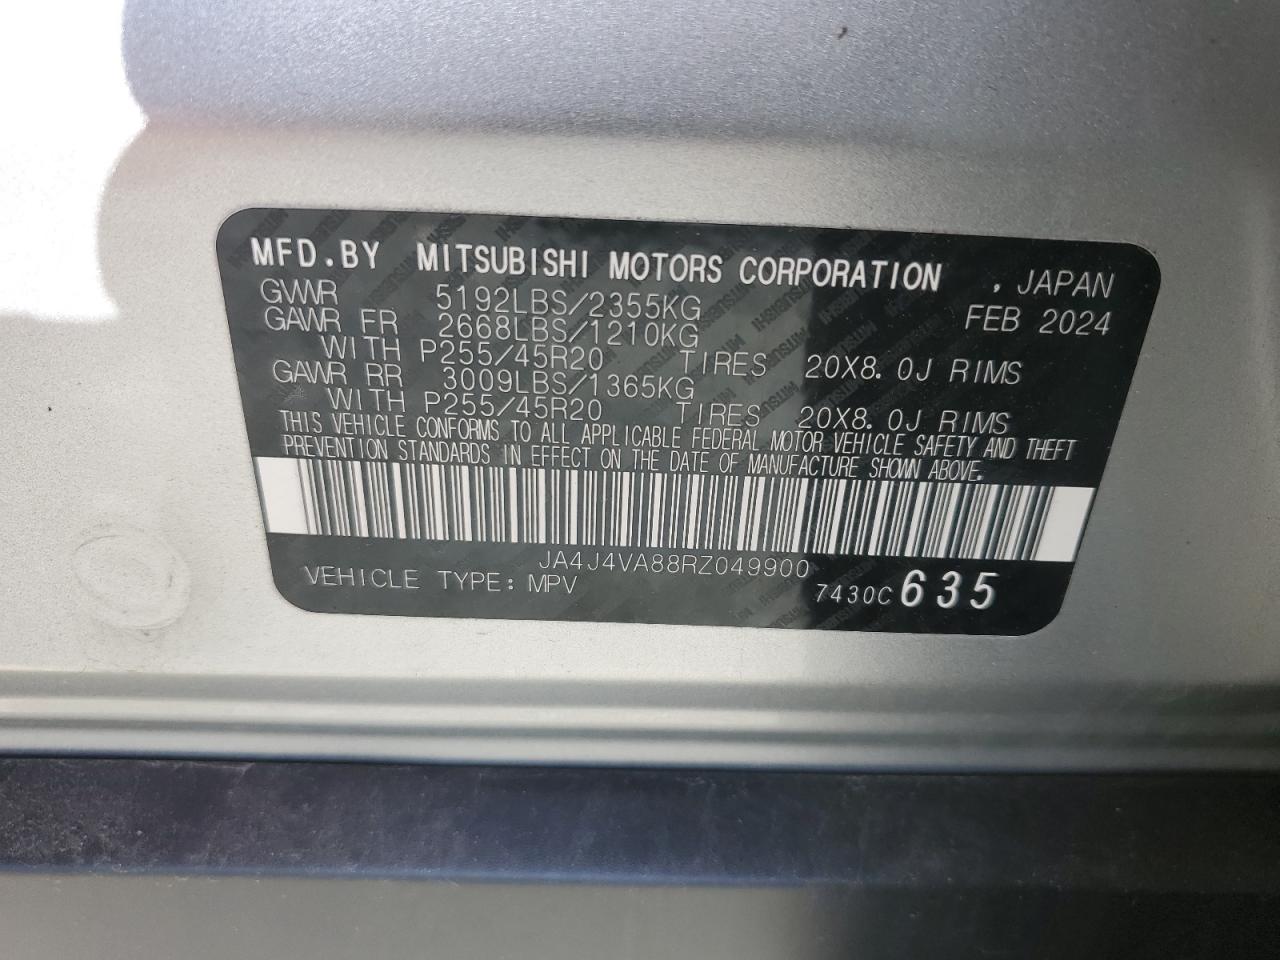 MFD.BY MITSUBISHI MOTORS CORPORATION , JAPAN
GVWR 5192LBS/2355KG FEB 2024
GAWR FR 2668LBS/1210KG
WITH P255/45R20 TIRES 20X8.0J RIMS
GAWR RR 3009LBS/1365KG
WITH P255/45R20 TIRES 20X8.0J RIMS
THIS VEHICLE CONFORMS TO ALL APPLICABLE FEDERAL MOTOR VEHICLE SAFETY AND THEFT
PREVENTION STANDARDS IN EFFECT ON THE DATE OF MANUFACTURE SHOWN ABOVE.
JA4J4VA88RZ049900
VEHICLE TYPE: MPV 7430C 635